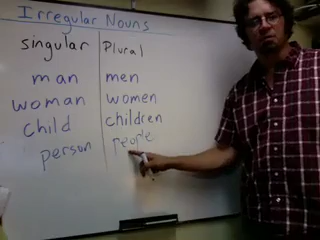 Irregular Nouns
singular Plural
man men
woman women
child children
person people